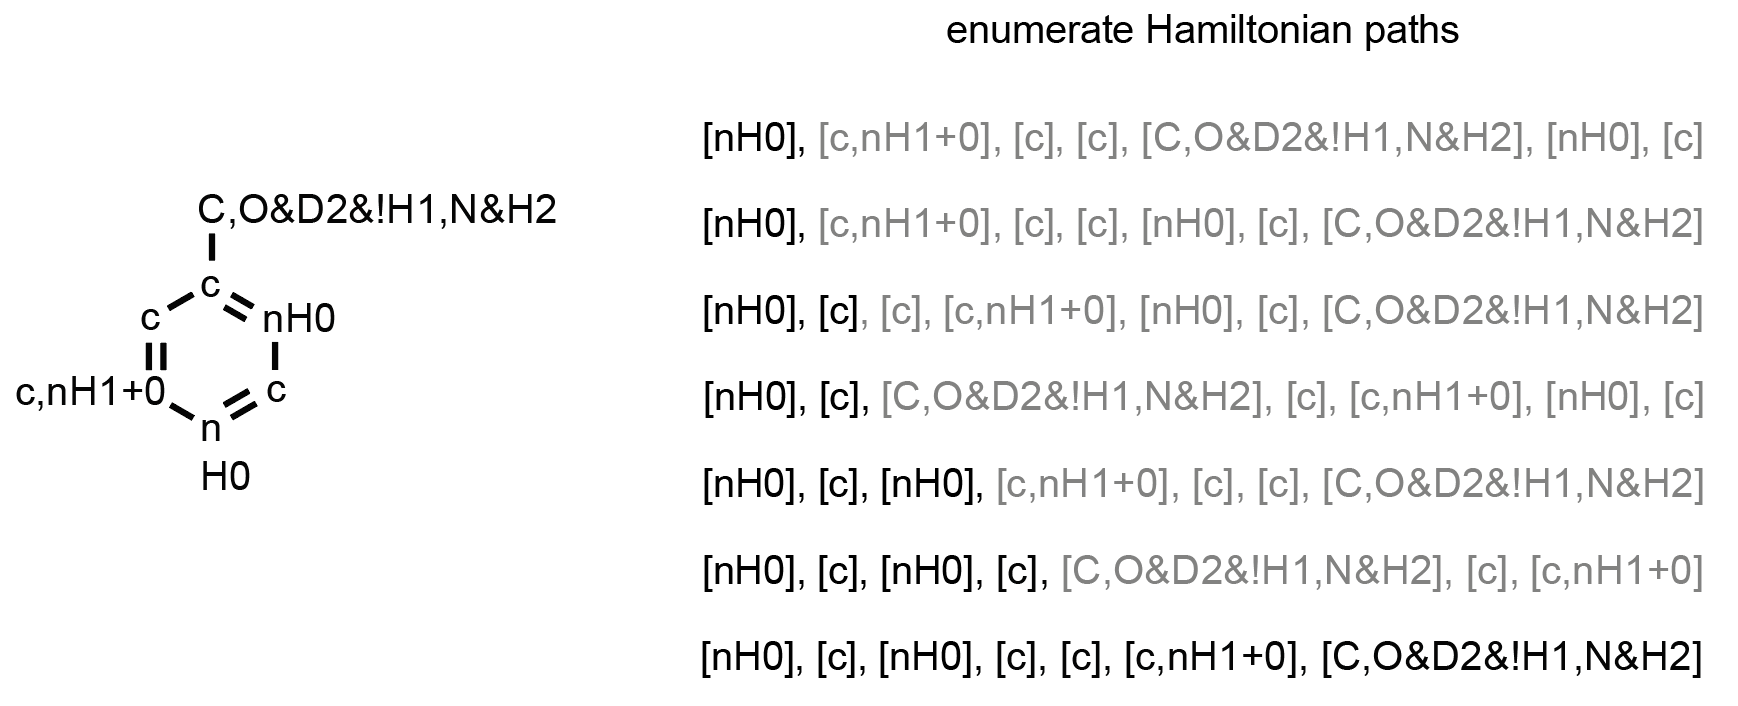 enumerate Hamiltonian paths
C,O&D2&!H1,N&H2
c
c
nH0
c,nH1+0
c
n
H0
[nH0], [c,nH1+0], [c], [c], [C,O&D2&!H1,N&H2], [nH0], [c]
[nH0], [c,nH1+0], [c], [c], [nH0], [c], [C,O&D2&!H1,N&H2]
[nH0], [c], [c], [c,nH1+0], [nH0], [c], [C,O&D2&!H1,N&H2]
[nH0], [c], [C,O&D2&!H1,N&H2], [c], [c,nH1+0], [nH0], [c]
[nH0], [c], [nH0], [c,nH1+0], [c], [c], [C,O&D2&!H1,N&H2]
[nH0], [c], [nH0], [c], [C,O&D2&!H1,N&H2], [c], [c,nH1+0]
[nH0], [c], [nH0], [c], [c], [c,nH1+0], [C,O&D2&!H1,N&H2]